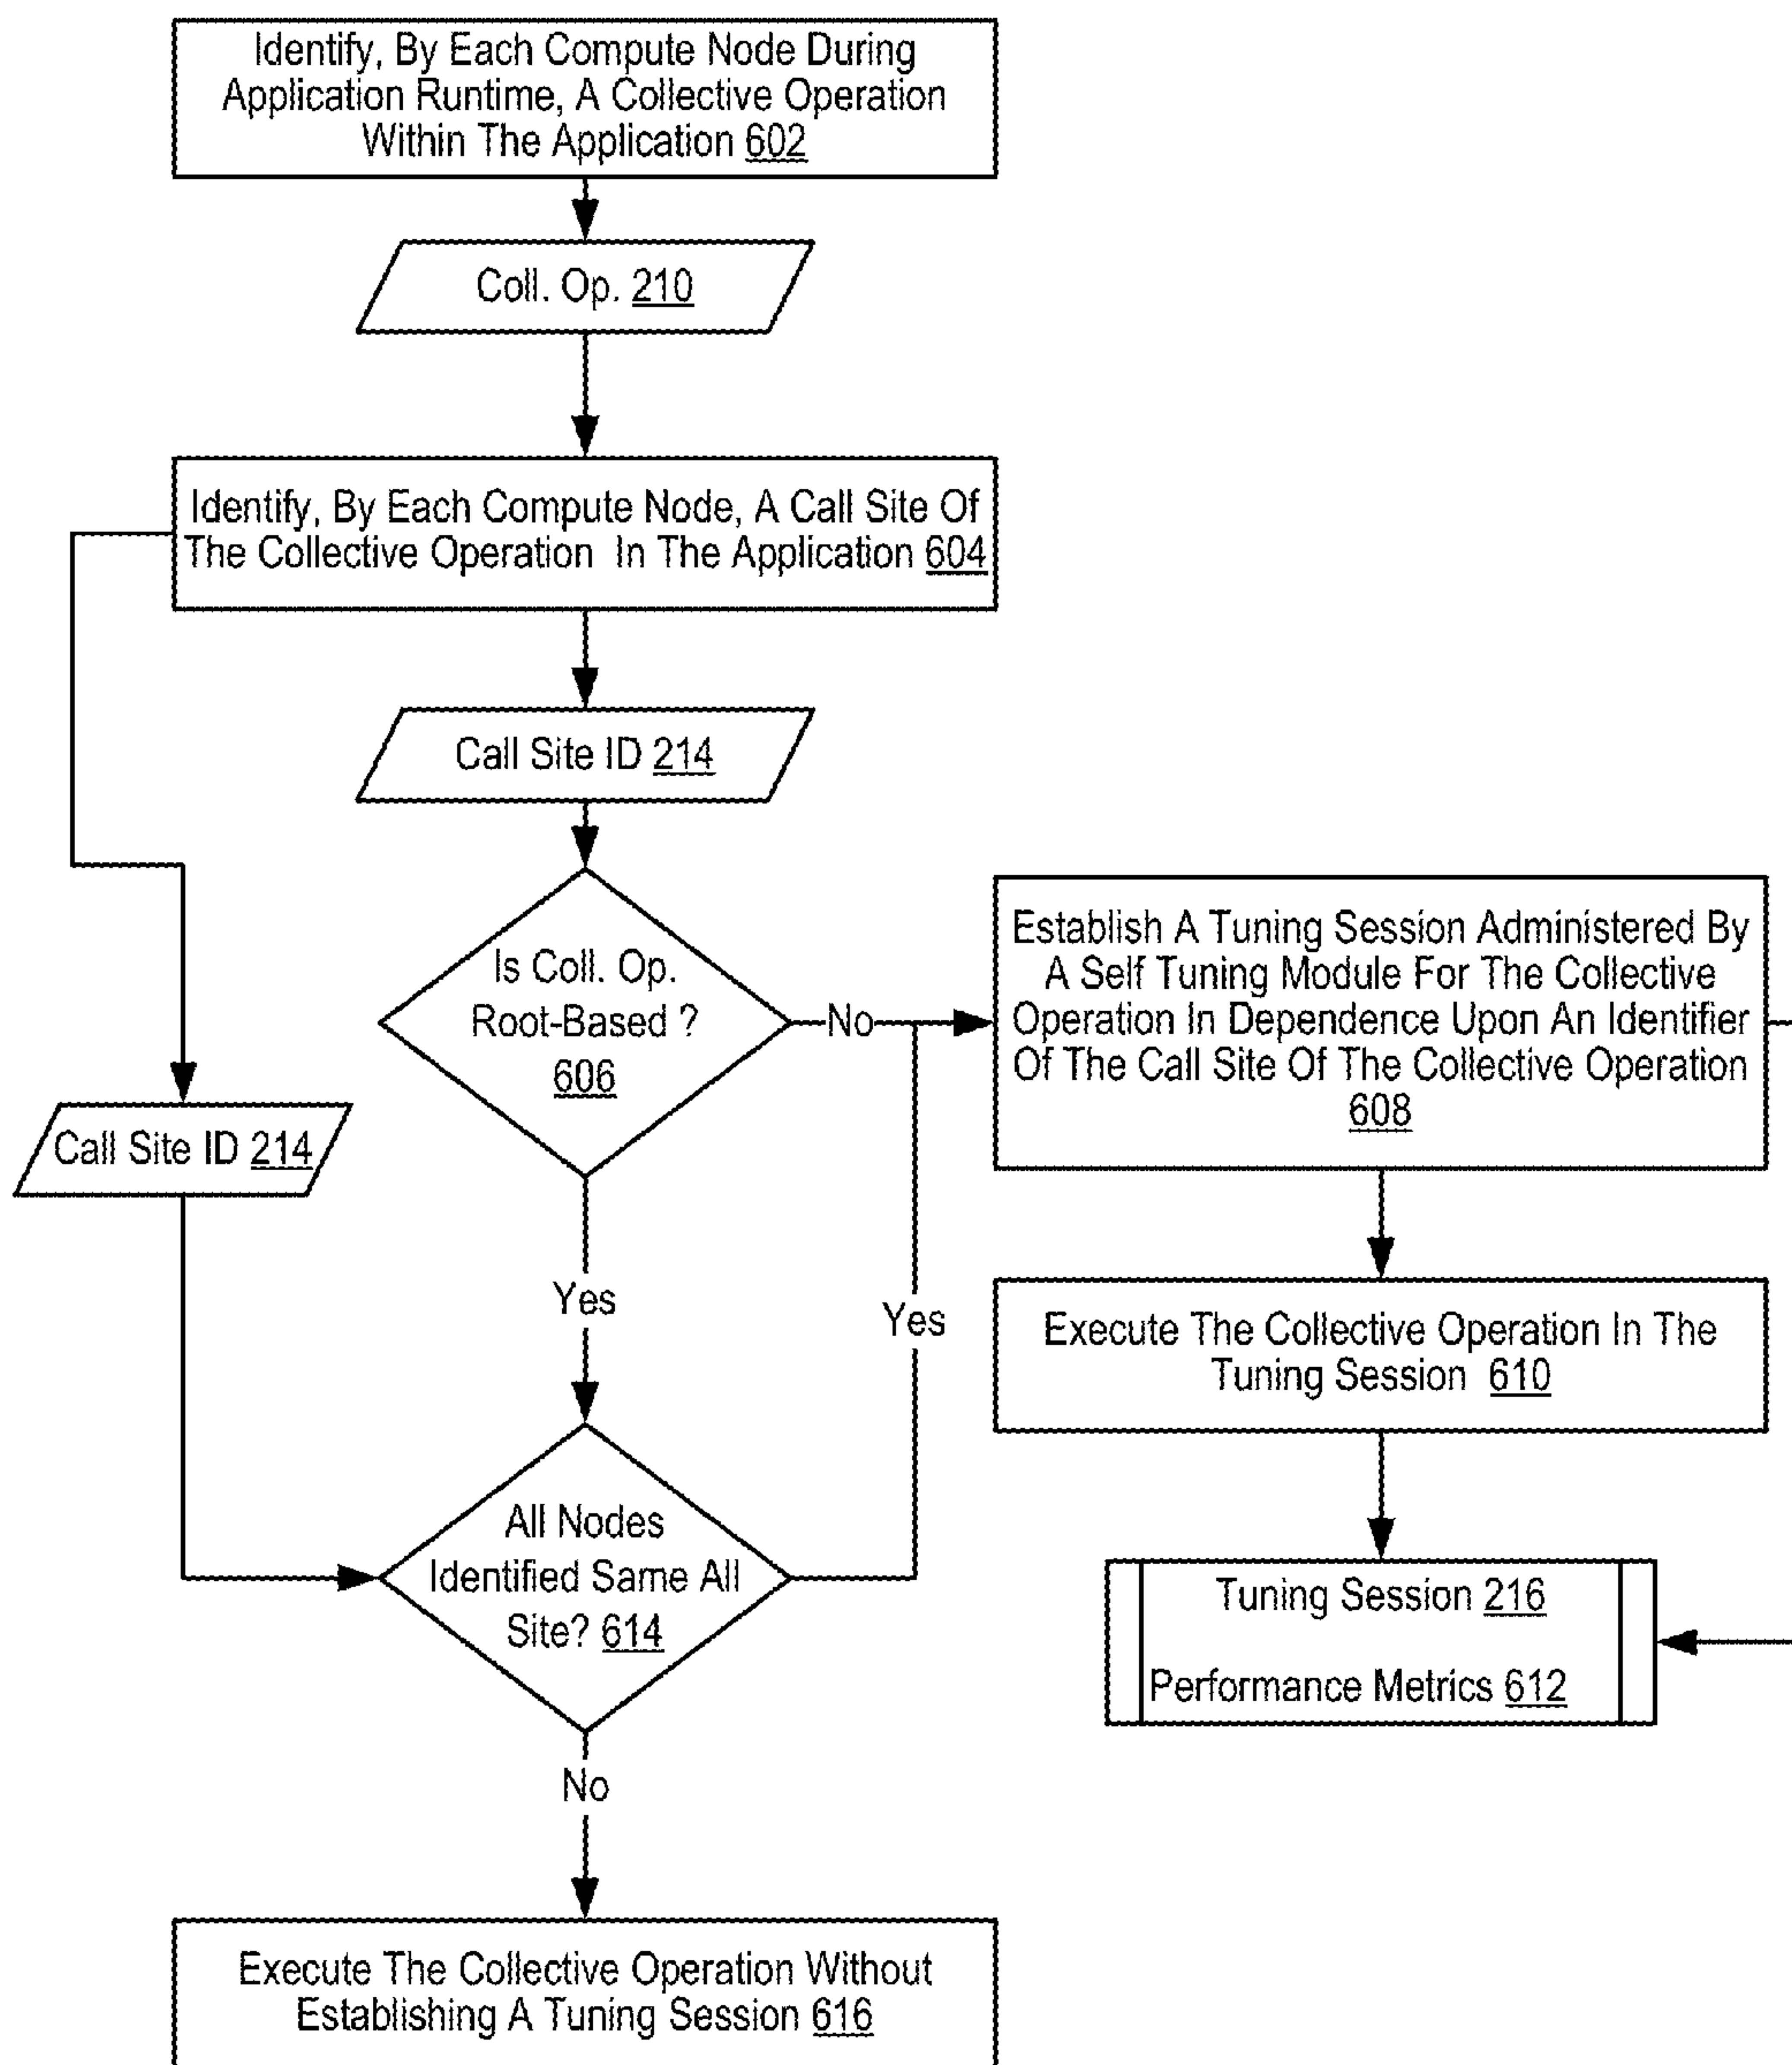 Identify, By Each Compute Node During
Application Runtime, A Collective Operation
Within The Application 602
Coll. Op. 210
Identify, By Each Compute Node, A Call Site Of
The Collective Operation In The Application 604
Call Site ID 214
Is Coll. Op.
Root-Based ?
606
No
Establish A Tuning Session Administered By
A Self Tuning Module For The Collective
Operation In Dependence Upon An Identifier
Of The Call Site Of The Collective Operation
608
Call Site ID 214
Yes
Yes
Execute The Collective Operation In The
Tuning Session 610
All Nodes
Identified Same All
Site? 614
Tuning Session 216
Performance Metrics 612
No
Execute The Collective Operation Without
Establishing A Tuning Session 616